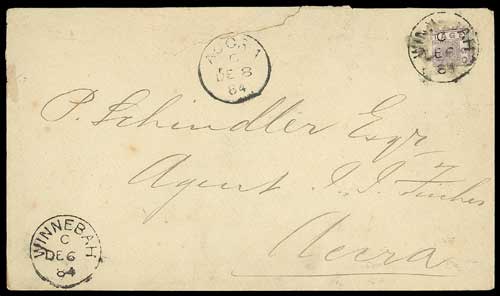 ACCRA
C
DE 8
84
WINNEBAH
C
DE 6
84
P. Schindler Esqr
Agent J. J. Fischer
Accra
WINNEBAH
C
DE 6
84